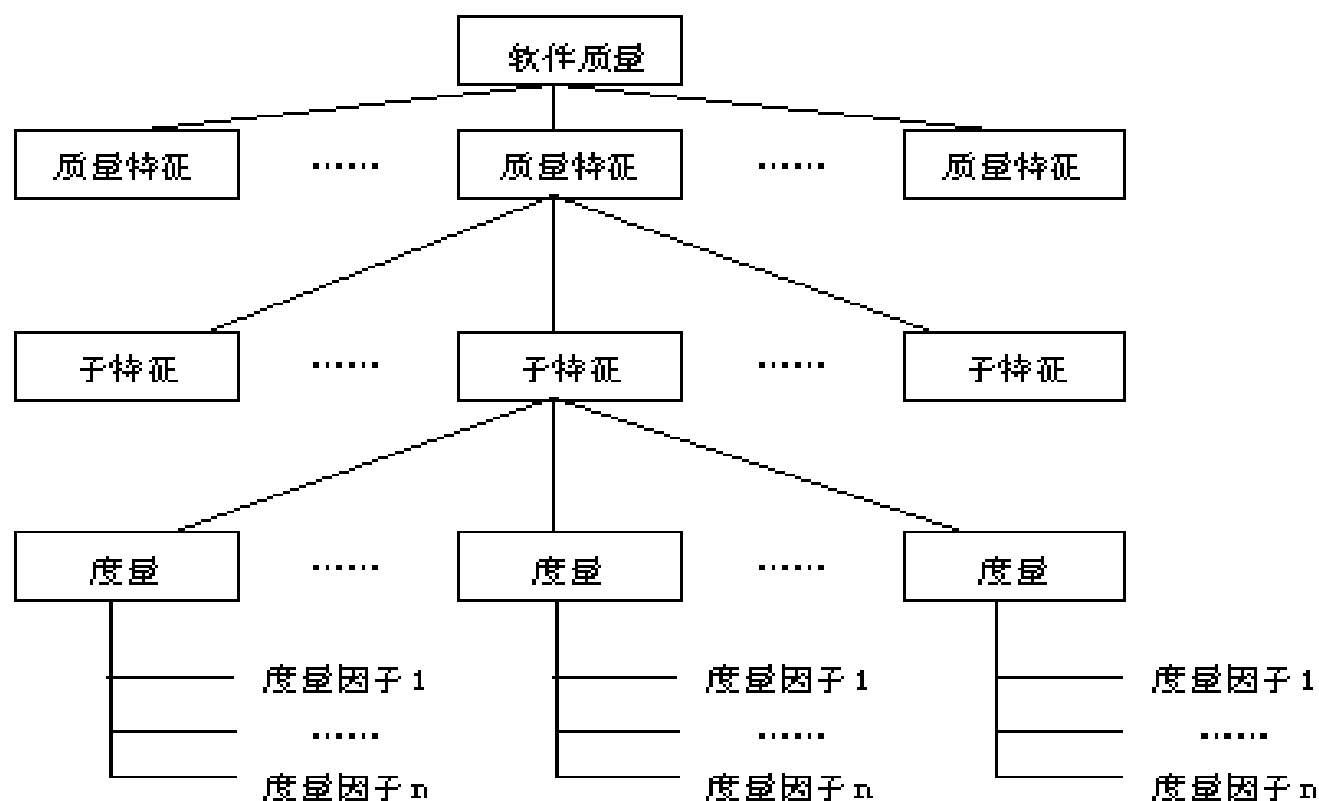 软件质量
质量特征 …… 质量特征 …… 质量特征
子特征 …… 子特征 …… 子特征
度量 …… 度量 …… 度量
度量因子1 度量因子1 度量因子1
…… …… ……
度量因子n 度量因子n 度量因子n